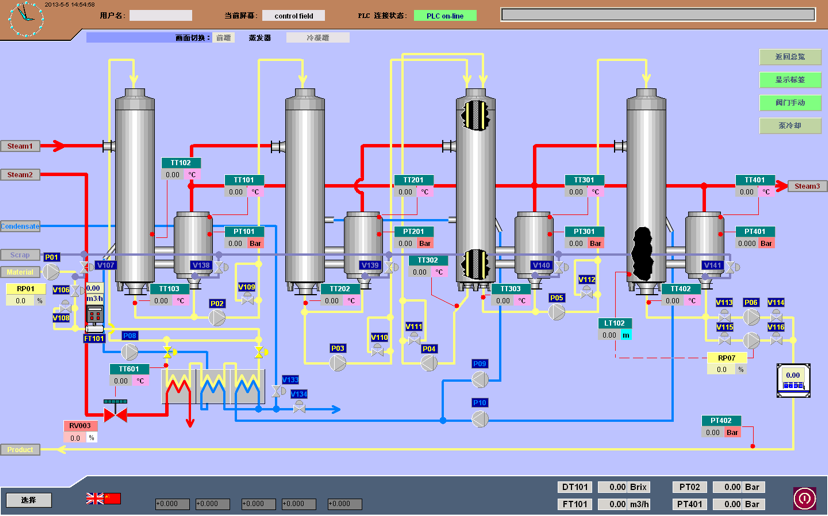 2013-5-5 14:54:58
用户名:
当前屏幕: control field
PLC 连接状态: PLC on-line
画面切换: 前罐 蒸发器 冷凝罐
返回总览
显示标签
阀门手动
泵冷却
Steam1
Steam2
Steam3
Condensate
Scrap
Material
Product
TT102
0.00 °C
TT101
0.00 °C
PT101
0.00 Bar
TT103
0.00 °C
TT201
0.00 °C
PT201
0.00 Bar
TT302
0.00 °C
TT202
0.00 °C
TT301
0.00 °C
PT301
0.00 Bar
TT303
0.00 °C
TT401
0.00 °C
PT401
0.000 Bar
TT402
0.00 °C
P01
RP01
0.0 %
V106
V108
V107
0.00
m3/h
FT101
V138
P02
V109
P08
TT601
0.00 °C
RV003
0.0 %
V133
V134
V139
P03
V110
V111
P04
V140
P05
V112
P09
P10
LT102
0.00 m
V141
V113 P06 V114
V115 V116
RP07
0.0 %
0.00
PT402
0.00 Bar
选择
+0.000 +0.000 +0.000 +0.000 +0.000
DT101 0.00 Brix PT02 0.00 Bar
FT101 0.00 m3/h PT401 0.00 Bar